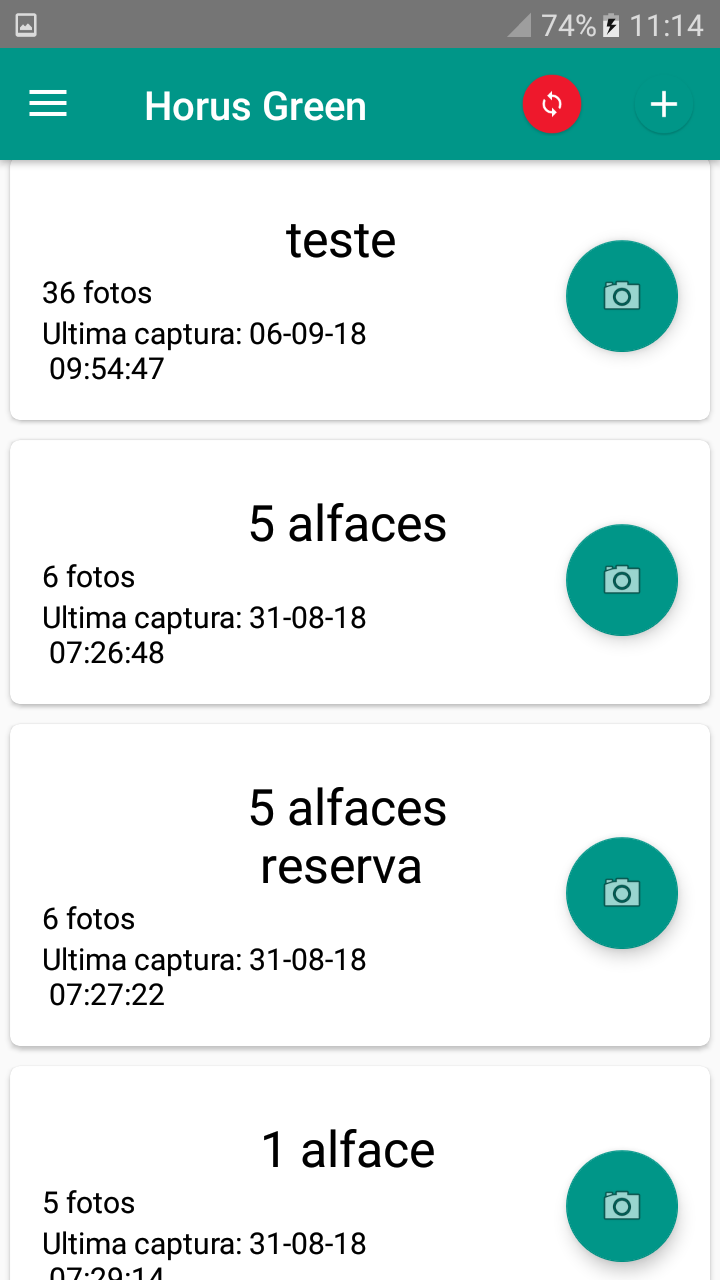 74% 11:14
Horus Green
teste
36 fotos
Ultima captura: 06-09-18
09:54:47
5 alfaces
6 fotos
Ultima captura: 31-08-18
07:26:48
5 alfaces
reserva
6 fotos
Ultima captura: 31-08-18
07:27:22
1 alface
5 fotos
Ultima captura: 31-08-18
07:29:14